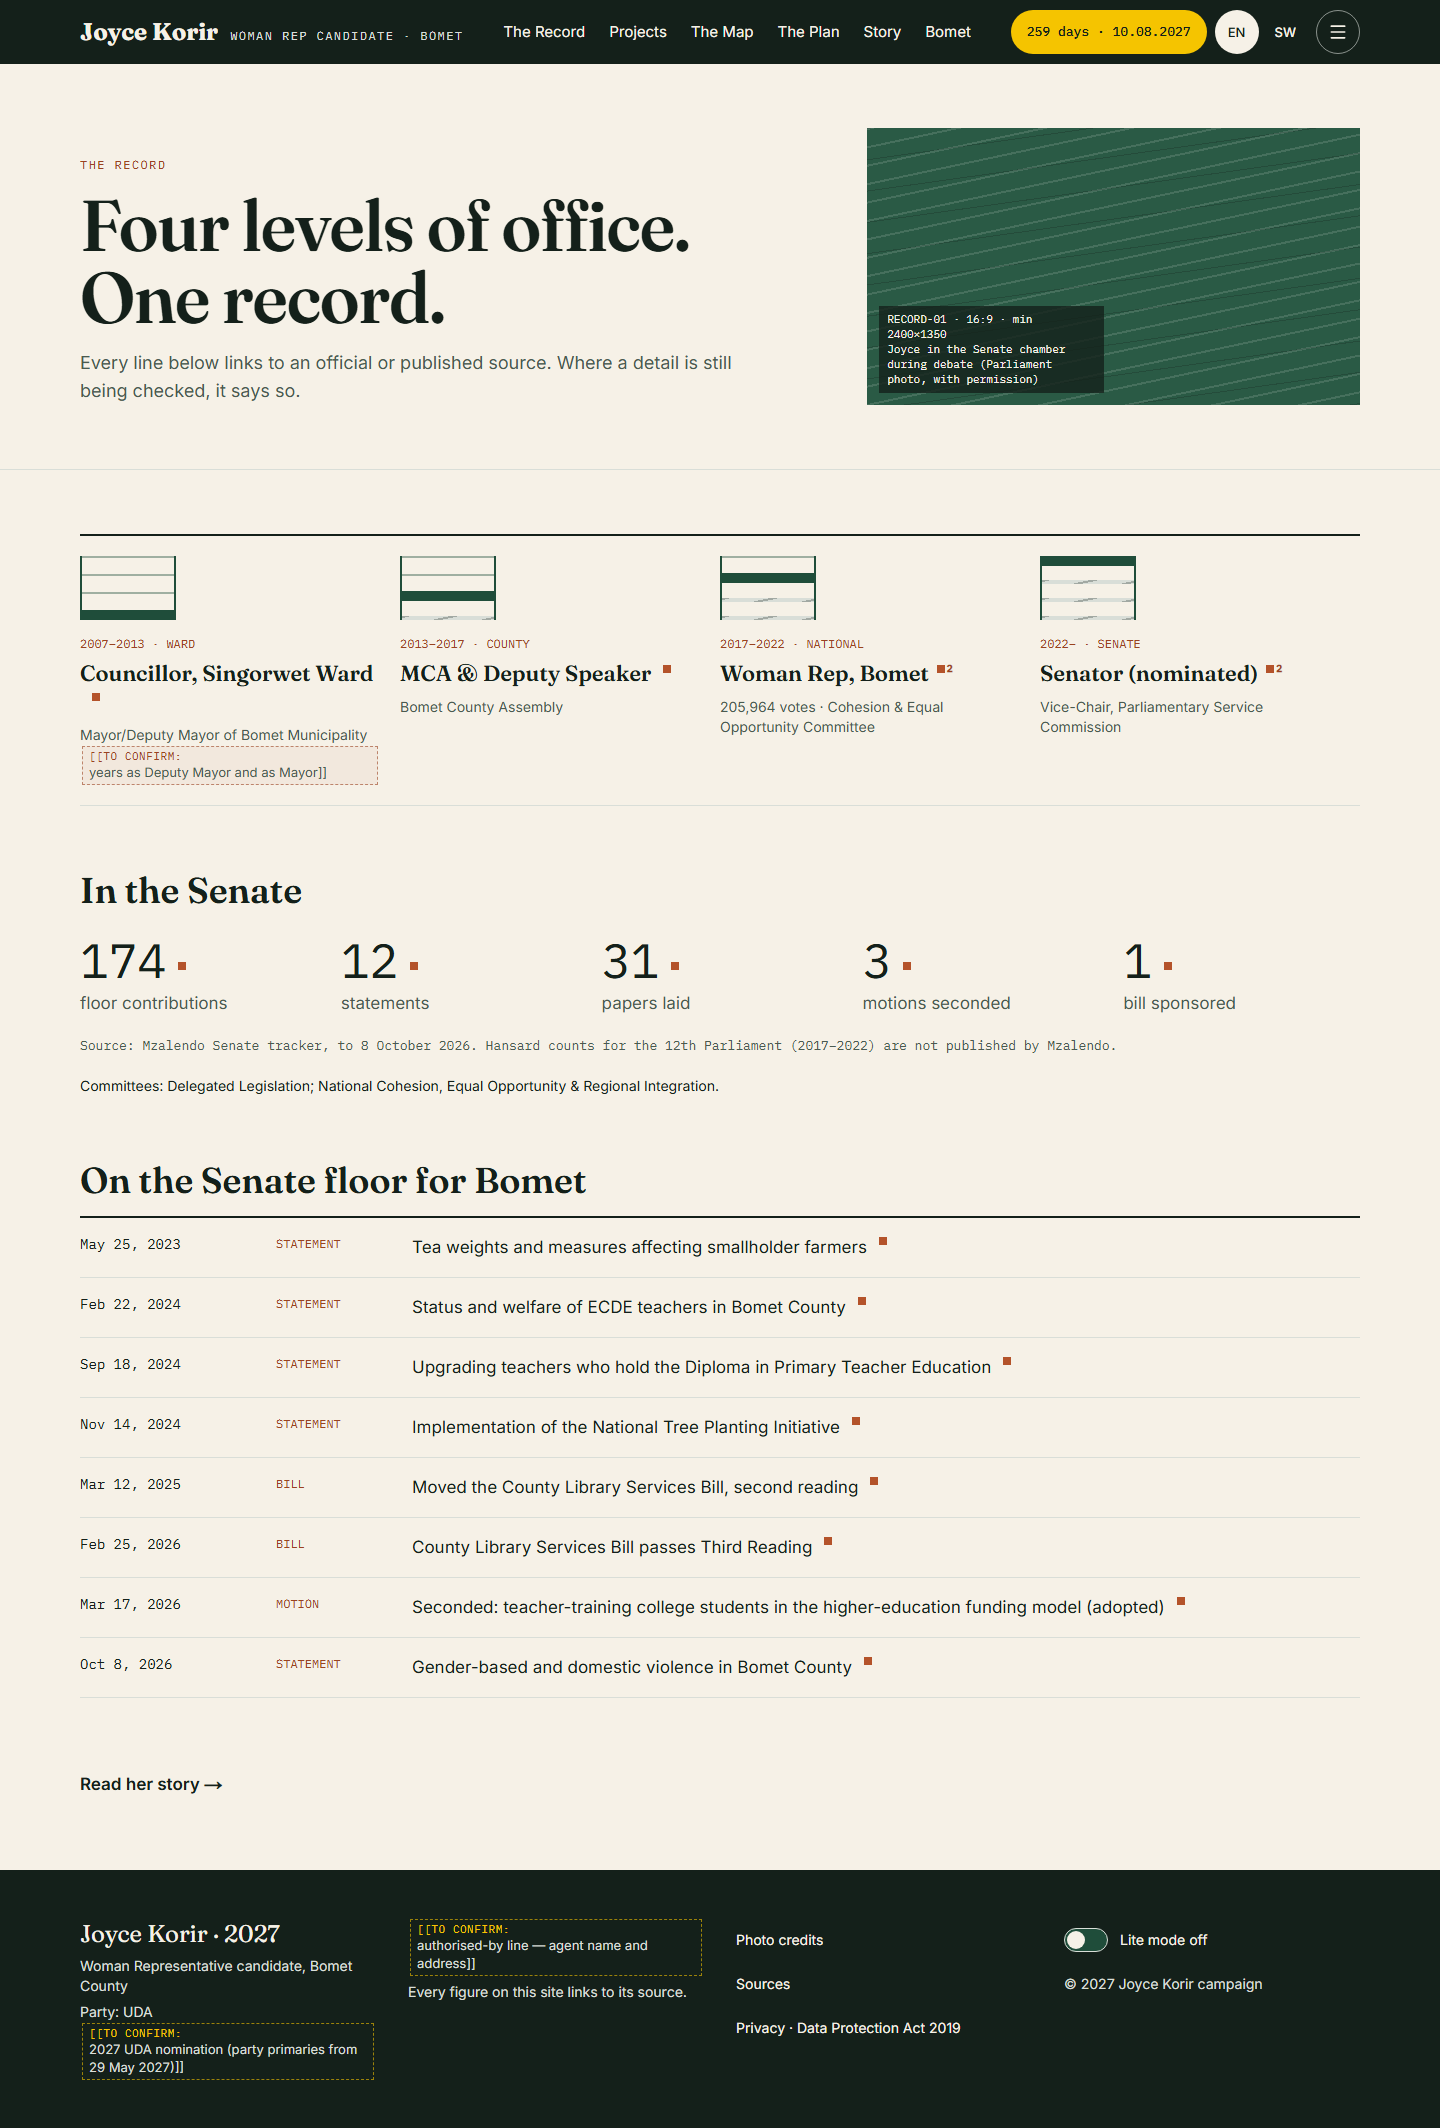 Joyce Korir WOMAN REP CANDIDATE · BOMET The Record Projects The Map The Plan Story Bomet 259 days · 10.08.2027 EN SW
THE RECORD
Four levels of office.
One record.
Every line below links to an official or published source. Where a detail is still
being checked, it says so.
RECORD-01 · 16:9 · min
2400×1350
Joyce in the Senate chamber
during debate (Parliament
photo, with permission)
2007–2013 · WARD
Councillor, Singorwet Ward
Mayor/Deputy Mayor of Bomet Municipality
[[TO CONFIRM:
years as Deputy Mayor and as Mayor]]
2013–2017 · COUNTY
MCA & Deputy Speaker
Bomet County Assembly
2017–2022 · NATIONAL
Woman Rep, Bomet 2
205,964 votes · Cohesion & Equal
Opportunity Committee
2022– · SENATE
Senator (nominated) 2
Vice-Chair, Parliamentary Service
Commission
In the Senate
174
floor contributions
12
statements
31
papers laid
3
motions seconded
1
bill sponsored
Source: Mzalendo Senate tracker, to 8 October 2026. Hansard counts for the 12th Parliament (2017–2022) are not published by Mzalendo.
Committees: Delegated Legislation; National Cohesion, Equal Opportunity & Regional Integration.
On the Senate floor for Bomet
May 25, 2023 STATEMENT Tea weights and measures affecting smallholder farmers
Feb 22, 2024 STATEMENT Status and welfare of ECDE teachers in Bomet County
Sep 18, 2024 STATEMENT Upgrading teachers who hold the Diploma in Primary Teacher Education
Nov 14, 2024 STATEMENT Implementation of the National Tree Planting Initiative
Mar 12, 2025 BILL Moved the County Library Services Bill, second reading
Feb 25, 2026 BILL County Library Services Bill passes Third Reading
Mar 17, 2026 MOTION Seconded: teacher-training college students in the higher-education funding model (adopted)
Oct 8, 2026 STATEMENT Gender-based and domestic violence in Bomet County
Read her story →
Joyce Korir · 2027
Woman Representative candidate, Bomet
County
Party: UDA
[[TO CONFIRM:
2027 UDA nomination (party primaries from
29 May 2027)]]
[[TO CONFIRM:
authorised-by line — agent name and
address]]
Every figure on this site links to its source.
Photo credits
Sources
Privacy · Data Protection Act 2019
Lite mode off
© 2027 Joyce Korir campaign